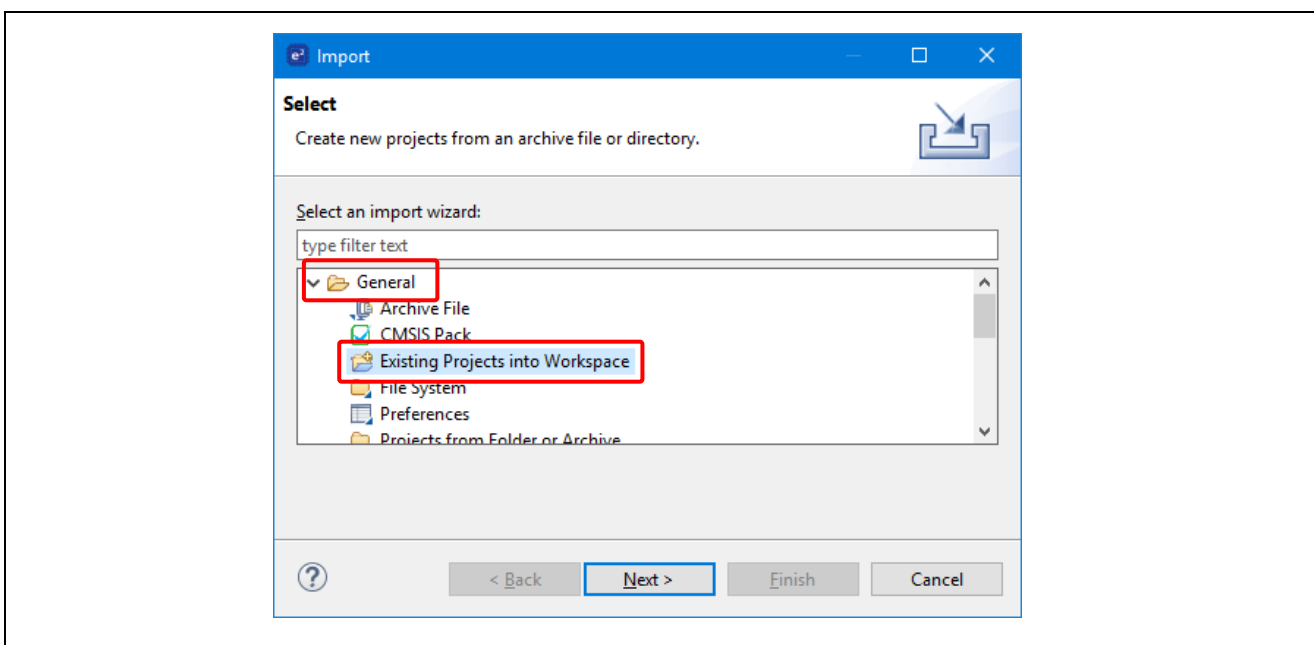 e² Import
Select
Create new projects from an archive file or directory.
Select an import wizard:
type filter text
General
Archive File
CMSIS Pack
Existing Projects into Workspace
File System
Preferences
Projects from Folder or Archive
? < Back Next > Finish Cancel